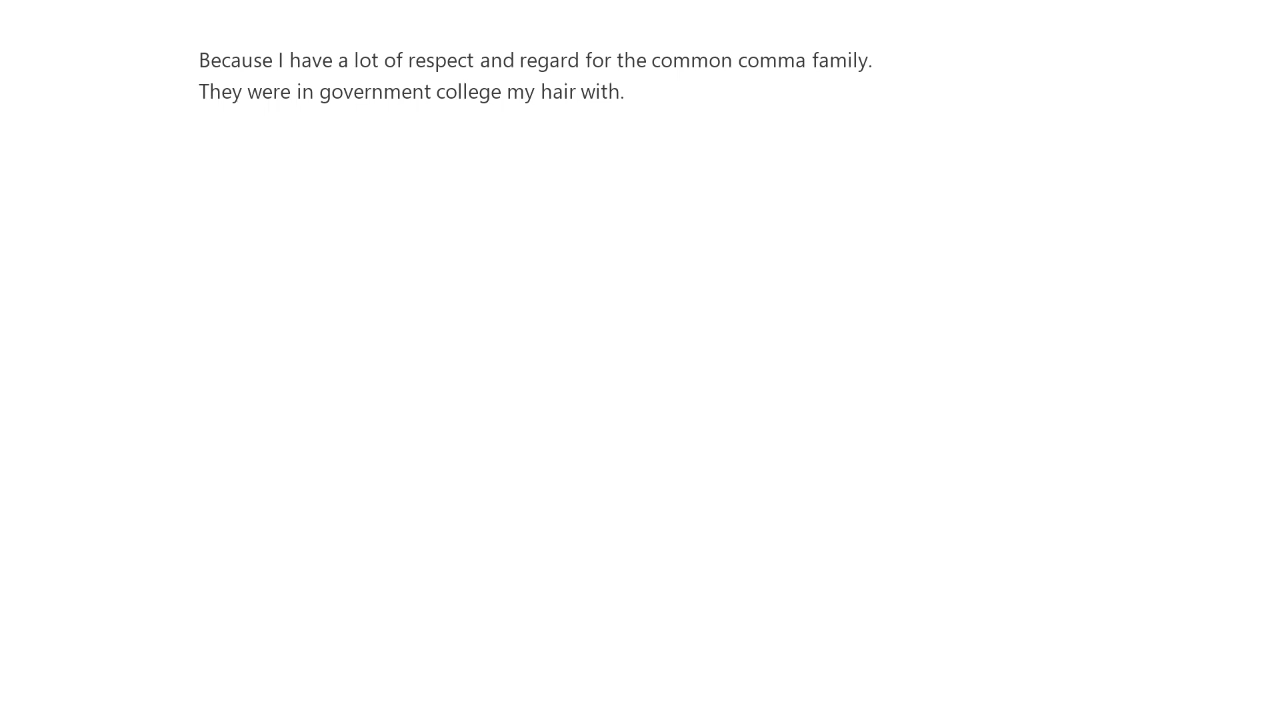 Because I have a lot of respect and regard for the common comma family.
They were in government college my hair with.